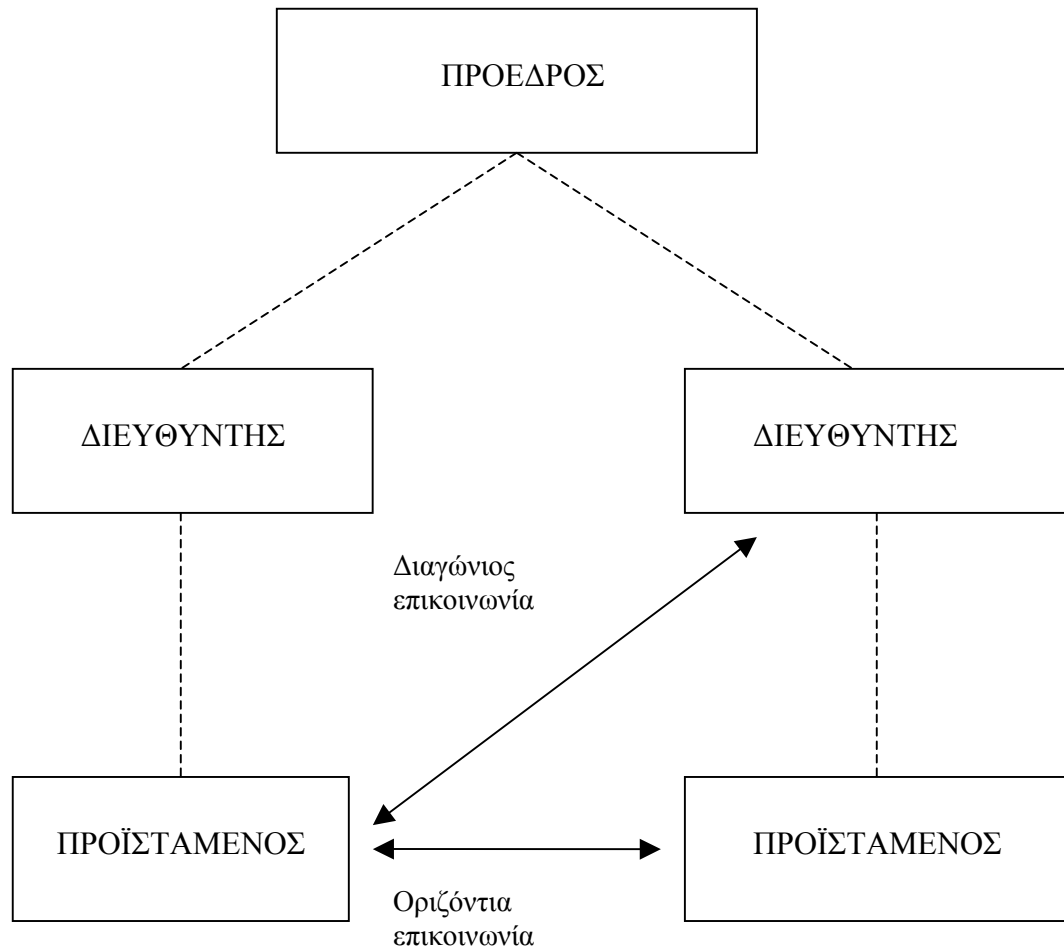 ΠΡΟΕΔΡΟΣ
ΔΙΕΥΘΥΝΤΗΣ
ΔΙΕΥΘΥΝΤΗΣ
Διαγώνιος
επικοινωνία
ΠΡΟΪΣΤΑΜΕΝΟΣ
ΠΡΟΪΣΤΑΜΕΝΟΣ
Οριζόντια
επικοινωνία